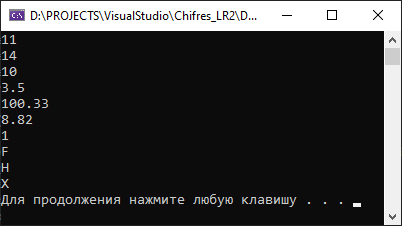 D:\PROJECTS\VisualStudio\Chifres_LR2\D...
11
14
10
3.5
100.33
8.82
1
F
H
X
Для продолжения нажмите любую клавишу . . .